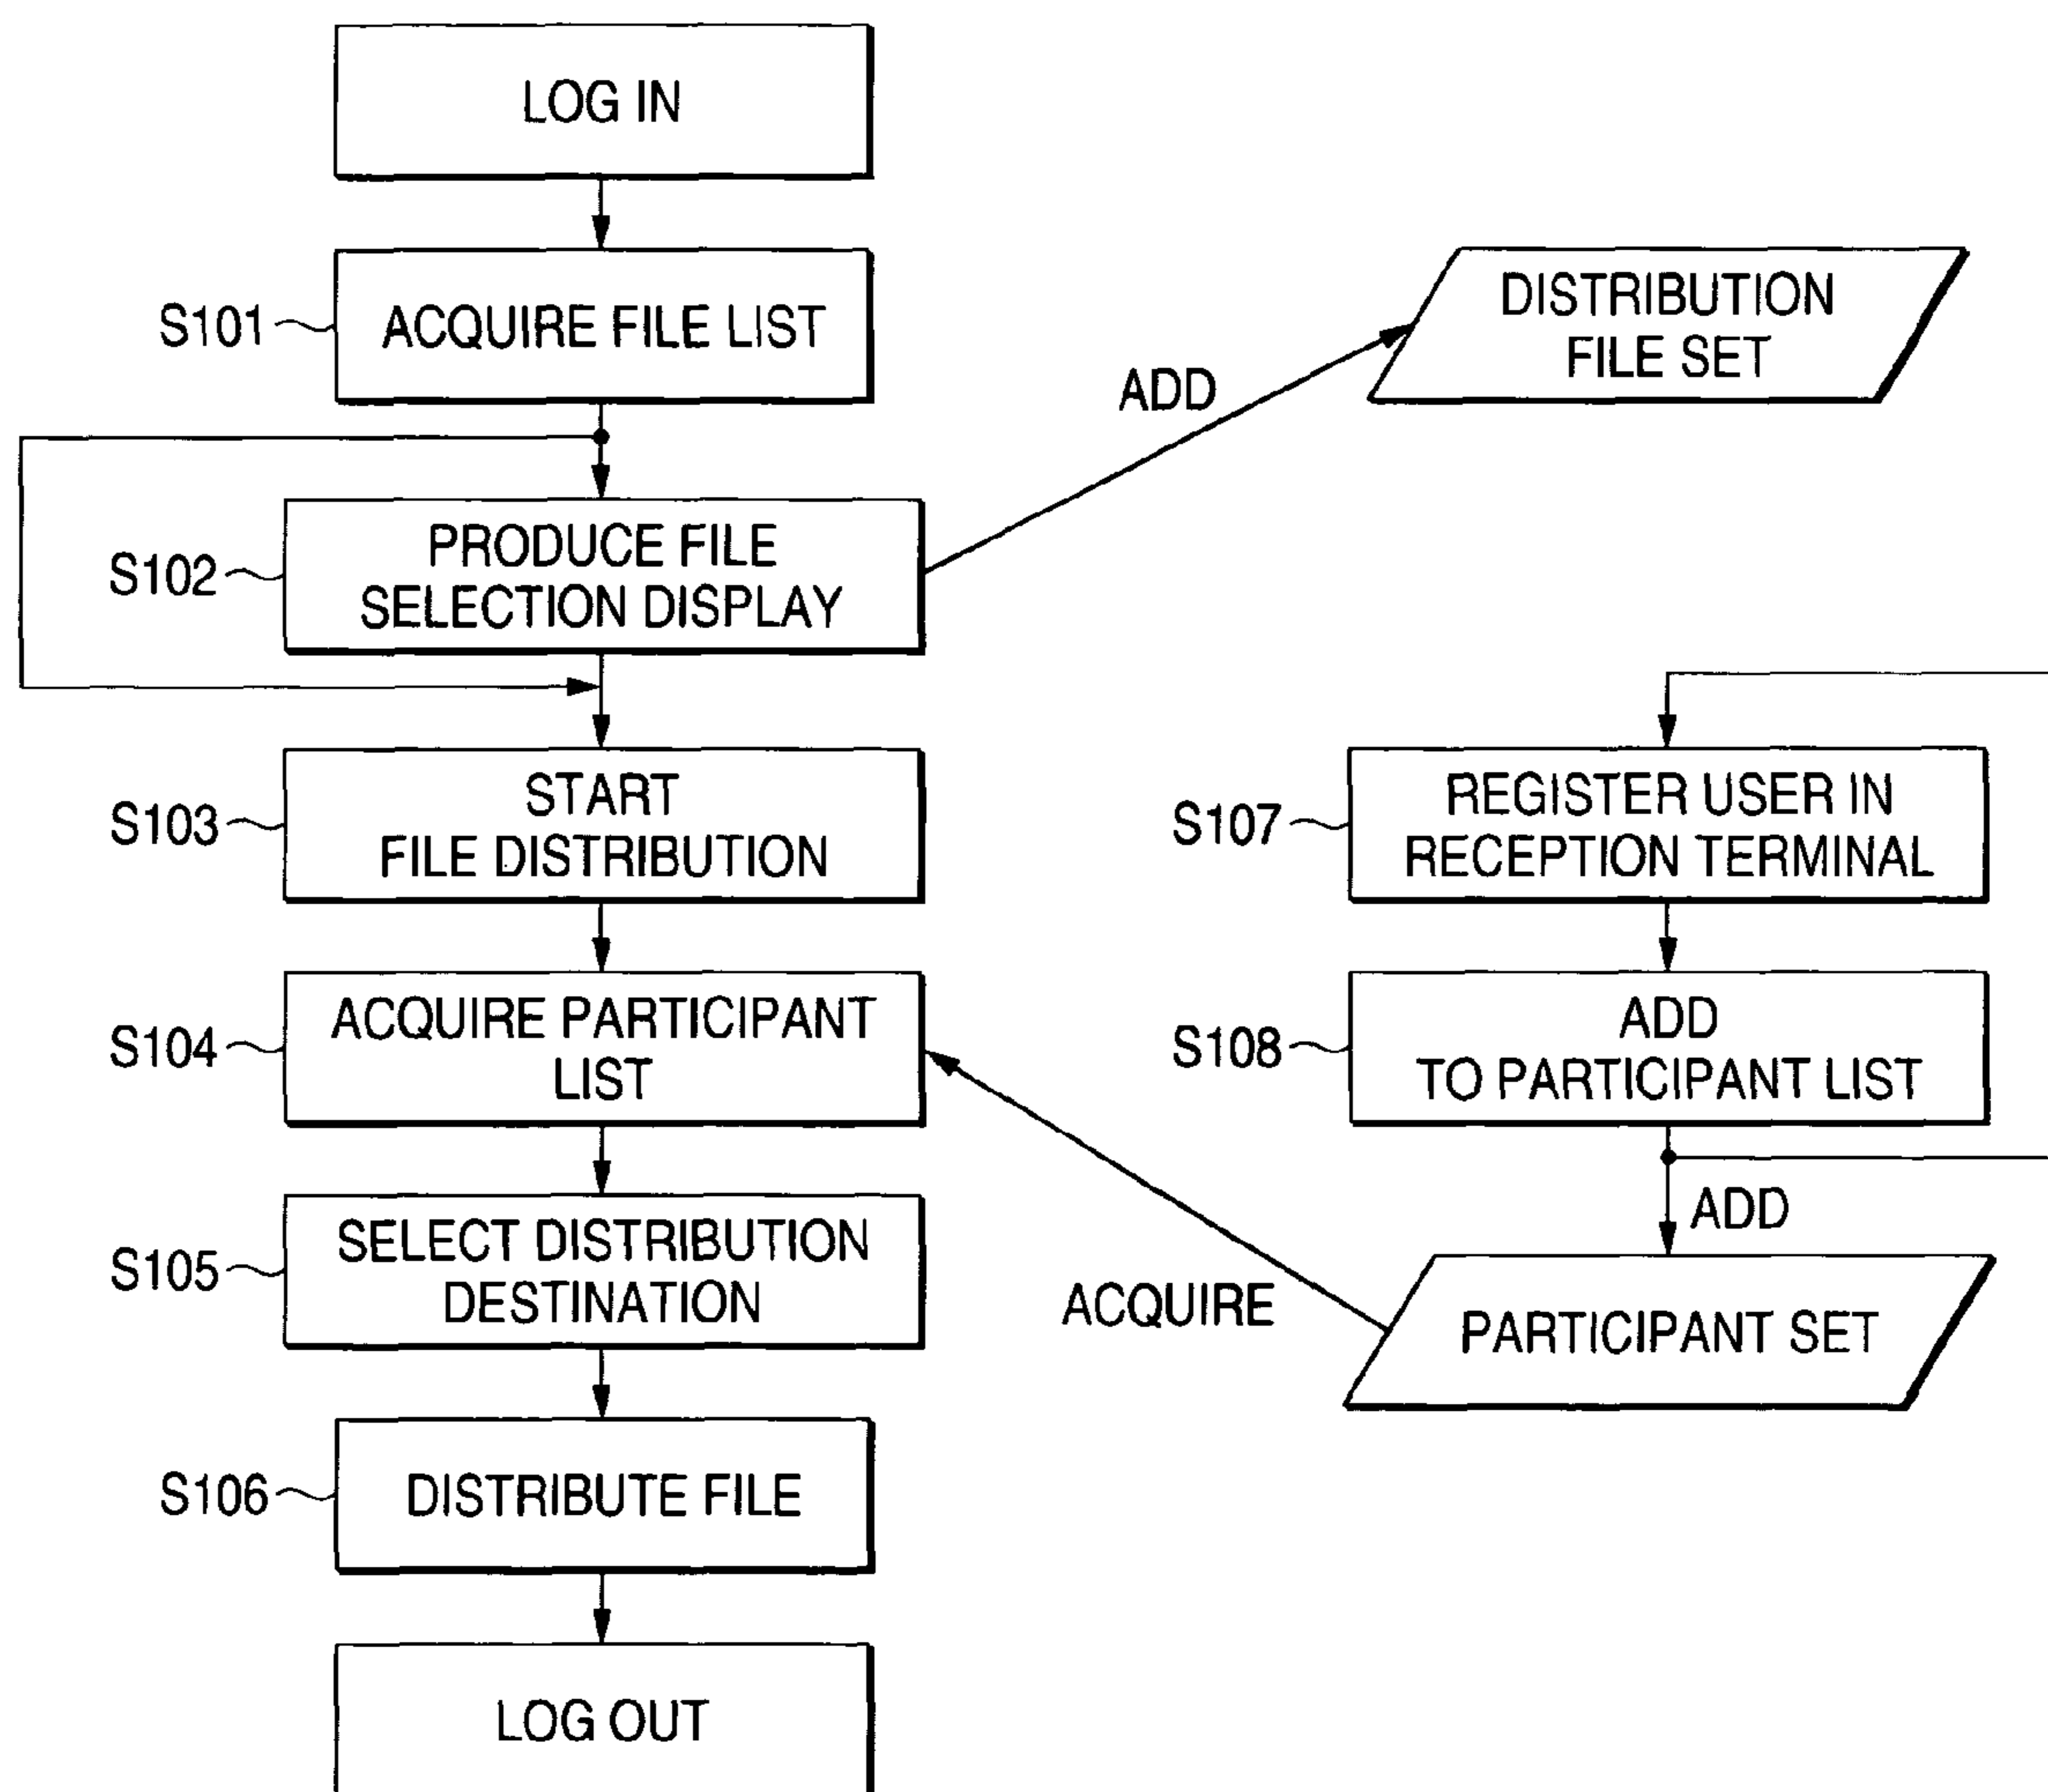 LOG IN
S101
ACQUIRE FILE LIST
ADD
DISTRIBUTION
FILE SET
S102
PRODUCE FILE
SELECTION DISPLAY
S103
START
FILE DISTRIBUTION
S104
ACQUIRE PARTICIPANT
LIST
S105
SELECT DISTRIBUTION
DESTINATION
S106
DISTRIBUTE FILE
LOG OUT
S107
REGISTER USER IN
RECEPTION TERMINAL
S108
ADD
TO PARTICIPANT LIST
ADD
ACQUIRE
PARTICIPANT SET